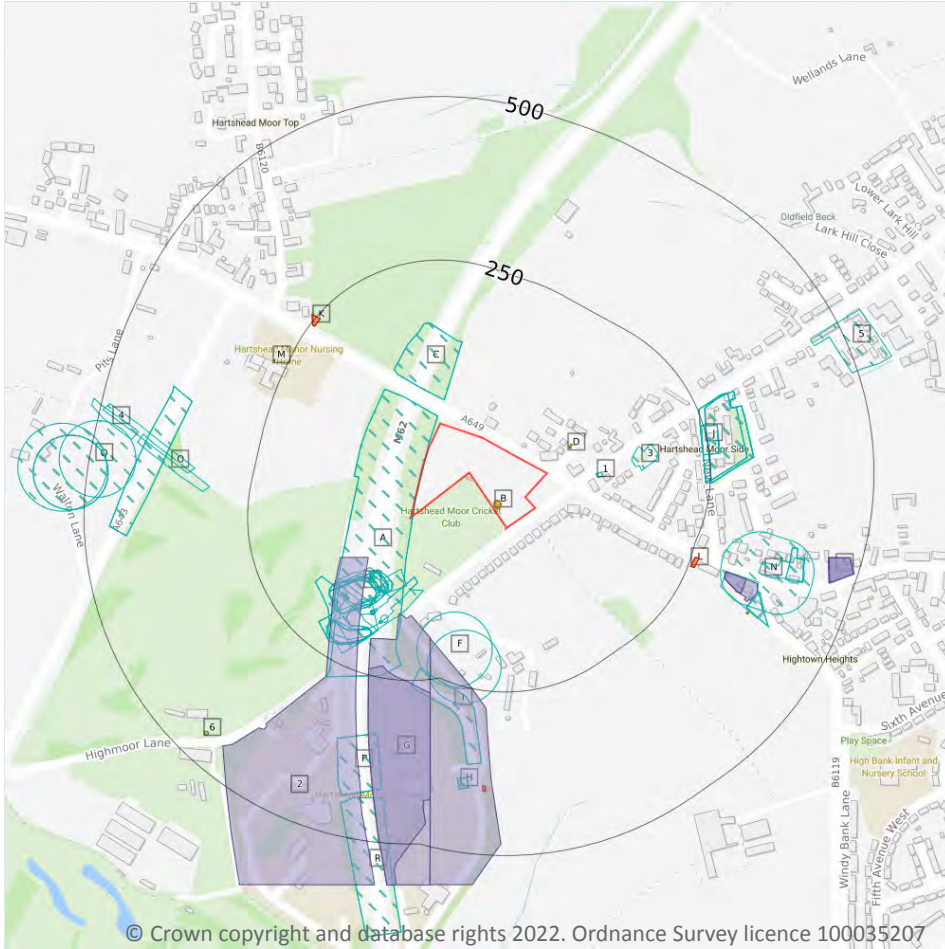 500
Wellands Lane
Hartshead Moor Top
B6120
Lower Lark Hill
Oldfield Beck
Lark Hill Close
250
K
5
Hartshead Manor Nursing
Home
M
C
Pits Lane
A649
M62
4
J
D
3
Hartshead Moor Side
O
Q
1
Lane
Walton Lane
A643
B
Hartshead Moor Cricket
Club
A
L
N
F
Hightown Heights
I
Sixth Avenue
6
Highmoor Lane
G
Play Space
High Bank Infant and
Nursery School
2
H
B6119
Windy Bank Lane
Fifth Avenue West
R
© Crown copyright and database rights 2022. Ordnance Survey licence 100035207